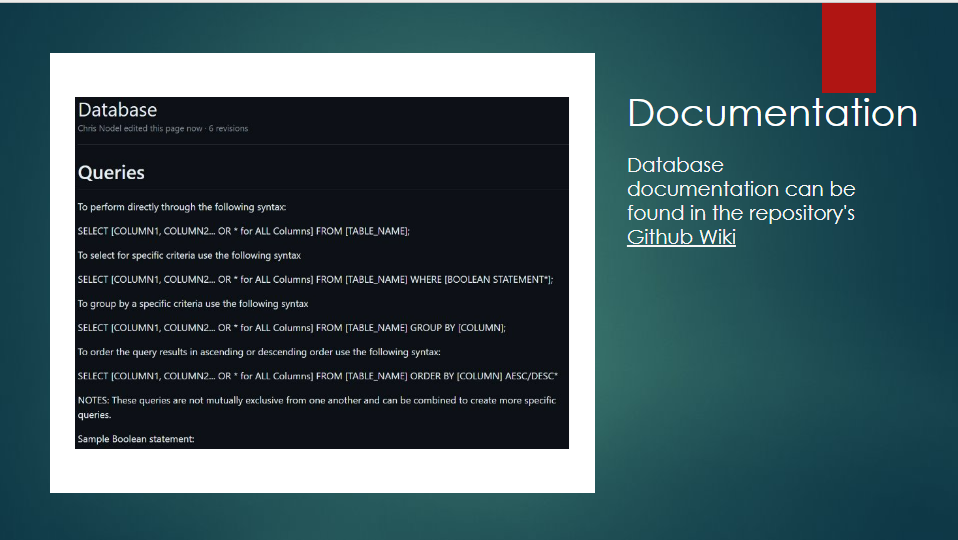 Database
Chris Nodel edited this page now · 6 revisions
Queries
To perform directly through the following syntax:
SELECT [COLUMN1, COLUMN2... OR * for ALL Columns] FROM [TABLE_NAME];
To select for specific criteria use the following syntax
SELECT [COLUMN1, COLUMN2... OR * for ALL Columns] FROM [TABLE_NAME] WHERE [BOOLEAN STATEMENT*];
To group by a specific criteria use the following syntax
SELECT [COLUMN1, COLUMN2... OR * for ALL Columns] FROM [TABLE_NAME] GROUP BY [COLUMN];
To order the query results in ascending or descending order use the following syntax:
SELECT [COLUMN1, COLUMN2... OR * for ALL Columns] FROM [TABLE_NAME] ORDER BY [COLUMN] AESC/DESC*
NOTES: These queries are not mutually exclusive from one another and can be combined to create more specific
queries.
Sample Boolean statement:
Documentation
Database
documentation can be
found in the repository's
Github Wiki